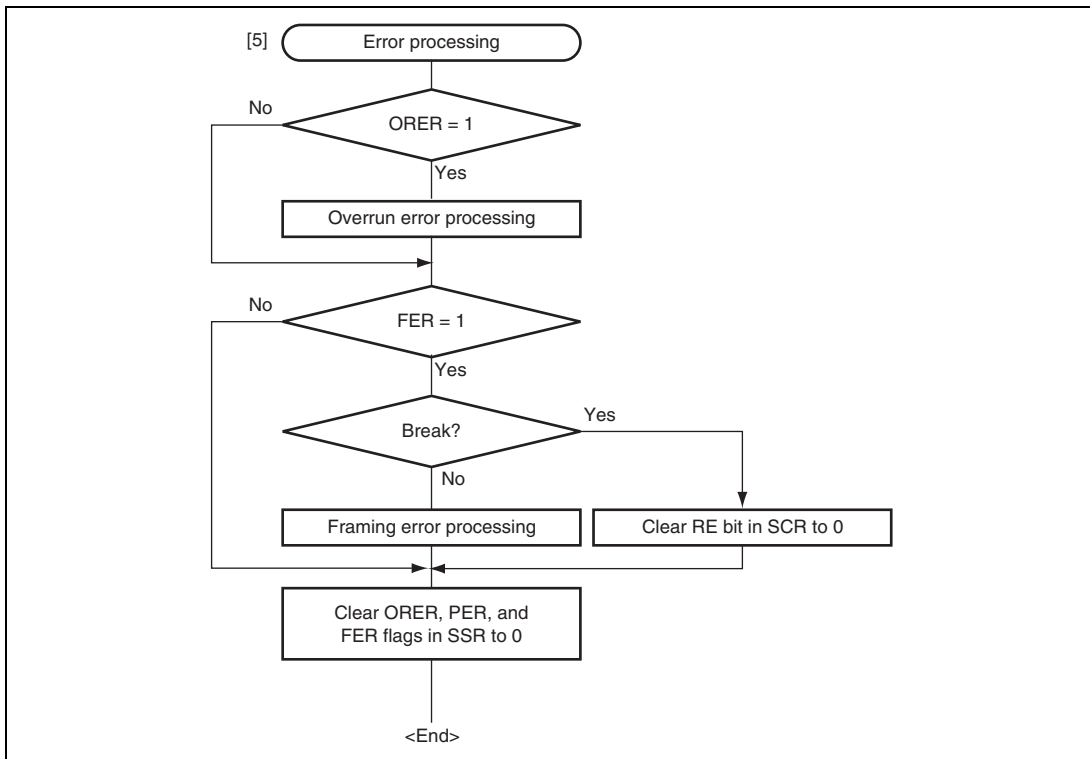 [5] Error processing
No
ORER = 1
Yes
Overrun error processing
No
FER = 1
Yes
Break?
Yes
No
Framing error processing
Clear RE bit in SCR to 0
Clear ORER, PER, and
FER flags in SSR to 0
<End>